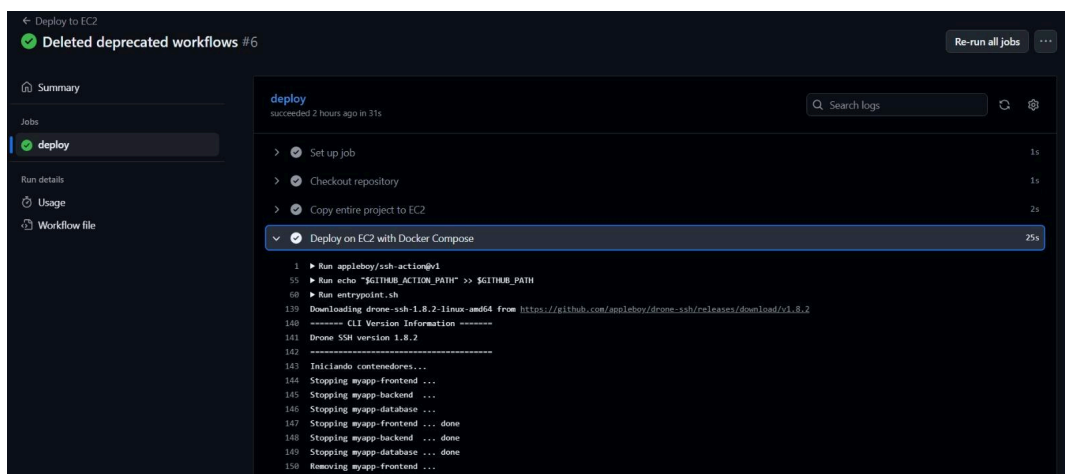 ← Deploy to EC2
Deleted deprecated workflows #6
Re-run all jobs
...
Summary
Jobs
deploy
Run details
Usage
Workflow file
deploy
succeeded 2 hours ago in 31s
Search logs
Set up job 1s
Checkout repository 1s
Copy entire project to EC2 2s
Deploy on EC2 with Docker Compose 25s
1 ▶ Run appleboy/ssh-action@v1
55 ▶ Run echo "$GITHUB_ACTION_PATH" >> $GITHUB_PATH
60 ▶ Run entrypoint.sh
139 Downloading drone-ssh-1.8.2-linux-amd64 from https://github.com/appleboy/drone-ssh/releases/download/v1.8.2
140 ======= CLI Version Information =======
141 Drone SSH version 1.8.2
142 =======================================
143 Iniciando contenedores...
144 Stopping myapp-frontend ...
145 Stopping myapp-backend  ...
146 Stopping myapp-database ...
147 Stopping myapp-frontend ... done
148 Stopping myapp-backend  ... done
149 Stopping myapp-database ... done
150 Removing myapp-frontend ...